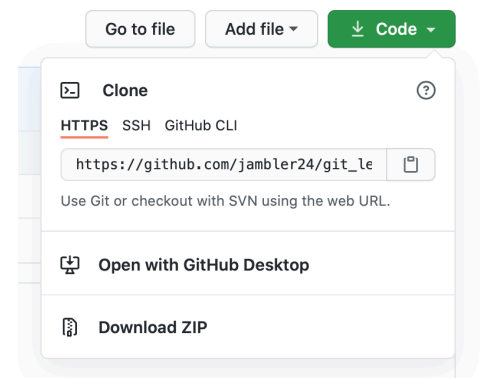 Go to file Add file Code
Clone
HTTPS SSH GitHub CLI
https://github.com/jambler24/git_le
Use Git or checkout with SVN using the web URL.
Open with GitHub Desktop
Download ZIP